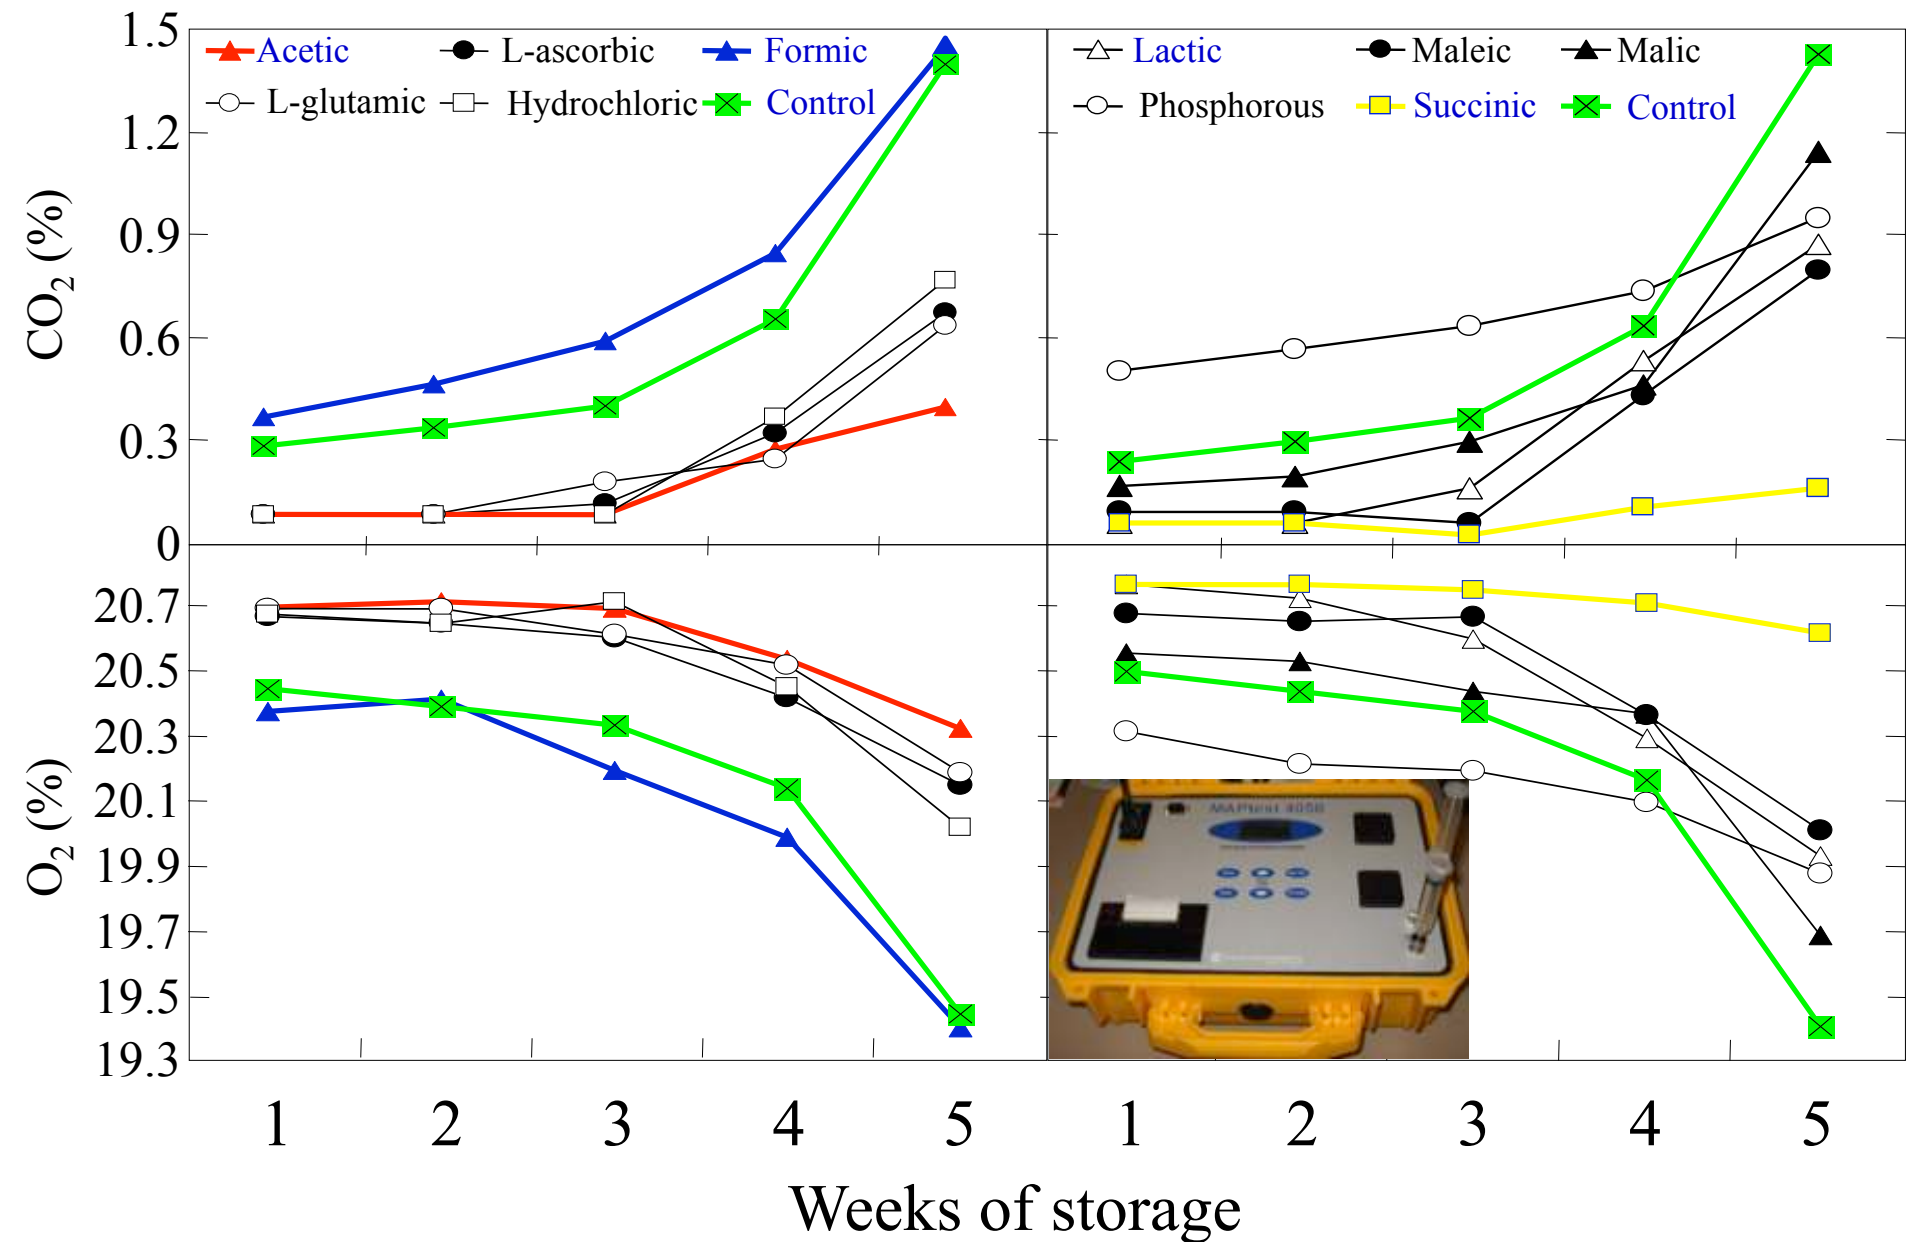 1.5
Acetic L-ascorbic Formic
L-glutamic Hydrochloric Control
Lactic Maleic Malic
Phosphorous Succinic Control
1.2
0.9
0.6
0.3
0
CO2 (%)
20.7
20.5
20.3
20.1
19.9
19.7
19.5
19.3
O2 (%)
MAPtest 4050
1 2 3 4 5 1 2 3 4 5
Weeks of storage